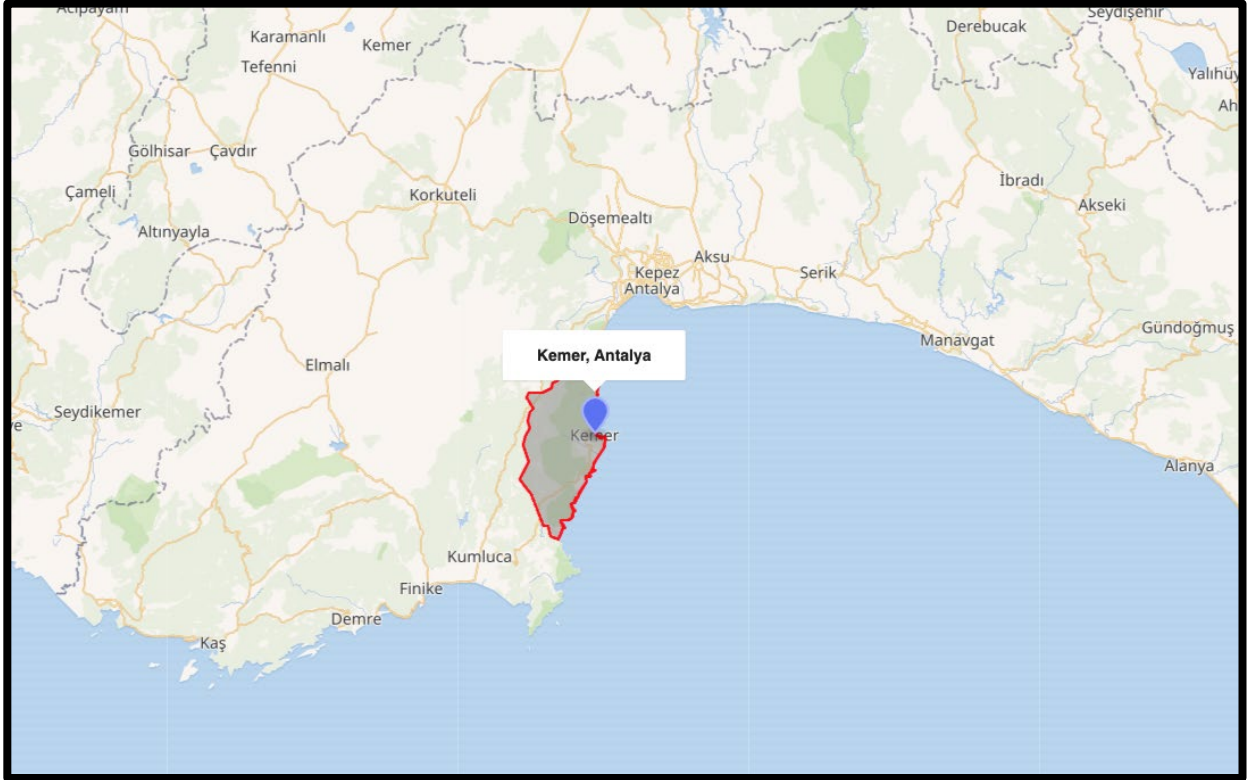 Acıpayam
Seydişehir
Karamanlı
Kemer
Derebucak
Tefenni
Yalıhüy
Ah
Gölhisar
Çavdır
Çameli
Korkuteli
İbradı
Akseki
Altınyayla
Döşemealtı
Aksu
Kepez
Serik
Antalya
Gündoğmuş
Manavgat
Kemer, Antalya
Elmalı
Seydikemer
e
Kemer
Alanya
Kumluca
Finike
Demre
Kaş